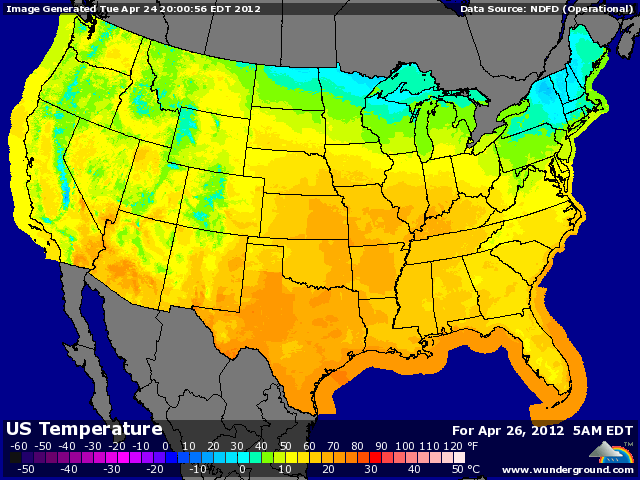 Image Generated Tue Apr 24 20:00:56 EDT 2012 Data Source: NDFD (Operational)
US Temperature For Apr 26, 2012 5AM EDT
-60 -50 -40 -30 -20 -10 0 10 20 30 40 50 60 70 80 90 100 110 120 °F
-50 -40 -30 -20 -10 0 10 20 30 40 50 °C
TM
www.wunderground.com